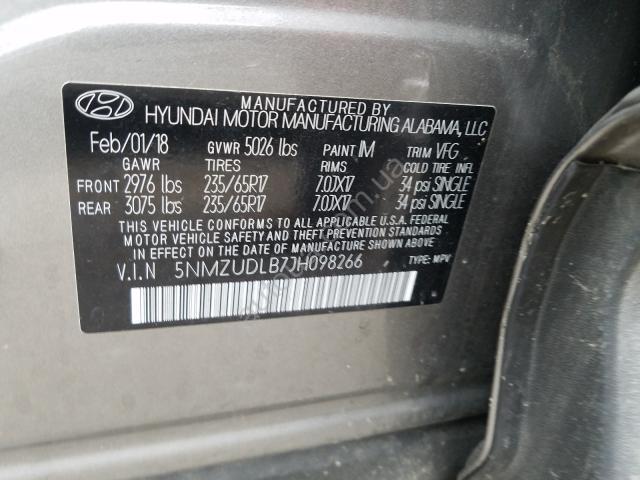 MANUFACTURED BY
HYUNDAI MOTOR MANUFACTURING ALABAMA, LLC
Feb/01/18 GVWR 5026 lbs PAINT IM TRIM VFG
GAWR TIRES RIMS COLD TIRE INFL
FRONT 2976 lbs 235/65R17 7.0JX17 34 psi SINGLE
REAR 3075 lbs 235/65R17 7.0JX17 34 psi SINGLE
THIS VEHICLE CONFORMS TO ALL APPLICABLE U.S.A. FEDERAL
MOTOR VEHICLE SAFETY AND THEFT PREVENTION STANDARDS
IN EFFECT ON THE DATE OF MANUFACTURE SHOWN ABOVE.
V.I.N 5NMZUDLB7JH098266 TYPE: MPV